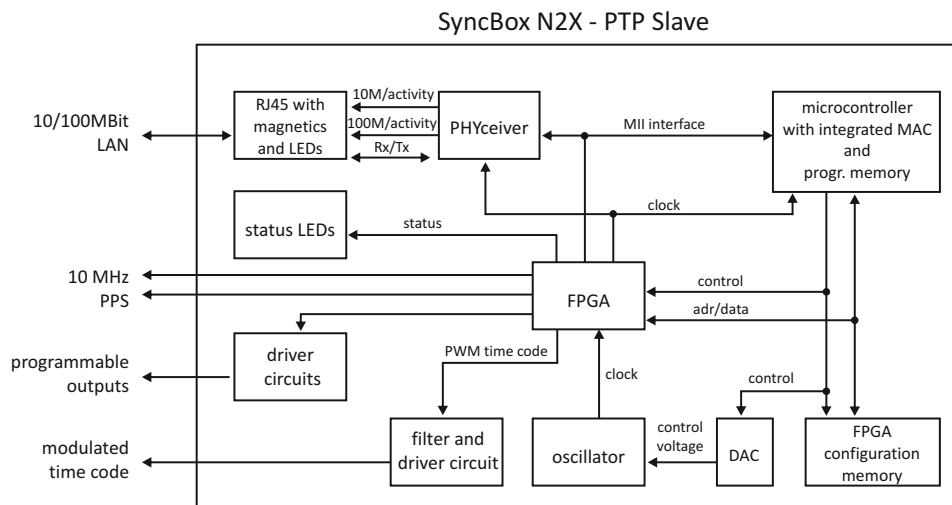 SyncBox N2X - PTP Slave
10/100MBit
LAN
RJ45 with
magnetics
and LEDs
10M/activity
100M/activity
Rx/Tx
PHYceiver
MII interface
microcontroller
with integrated MAC
and
progr. memory
clock
status LEDs
status
10 MHz
PPS
FPGA
control
adr/data
programmable
outputs
driver
circuits
PWM time code
clock
control
modulated
time code
filter and
driver circuit
oscillator
control
voltage
DAC
FPGA
configuration
memory